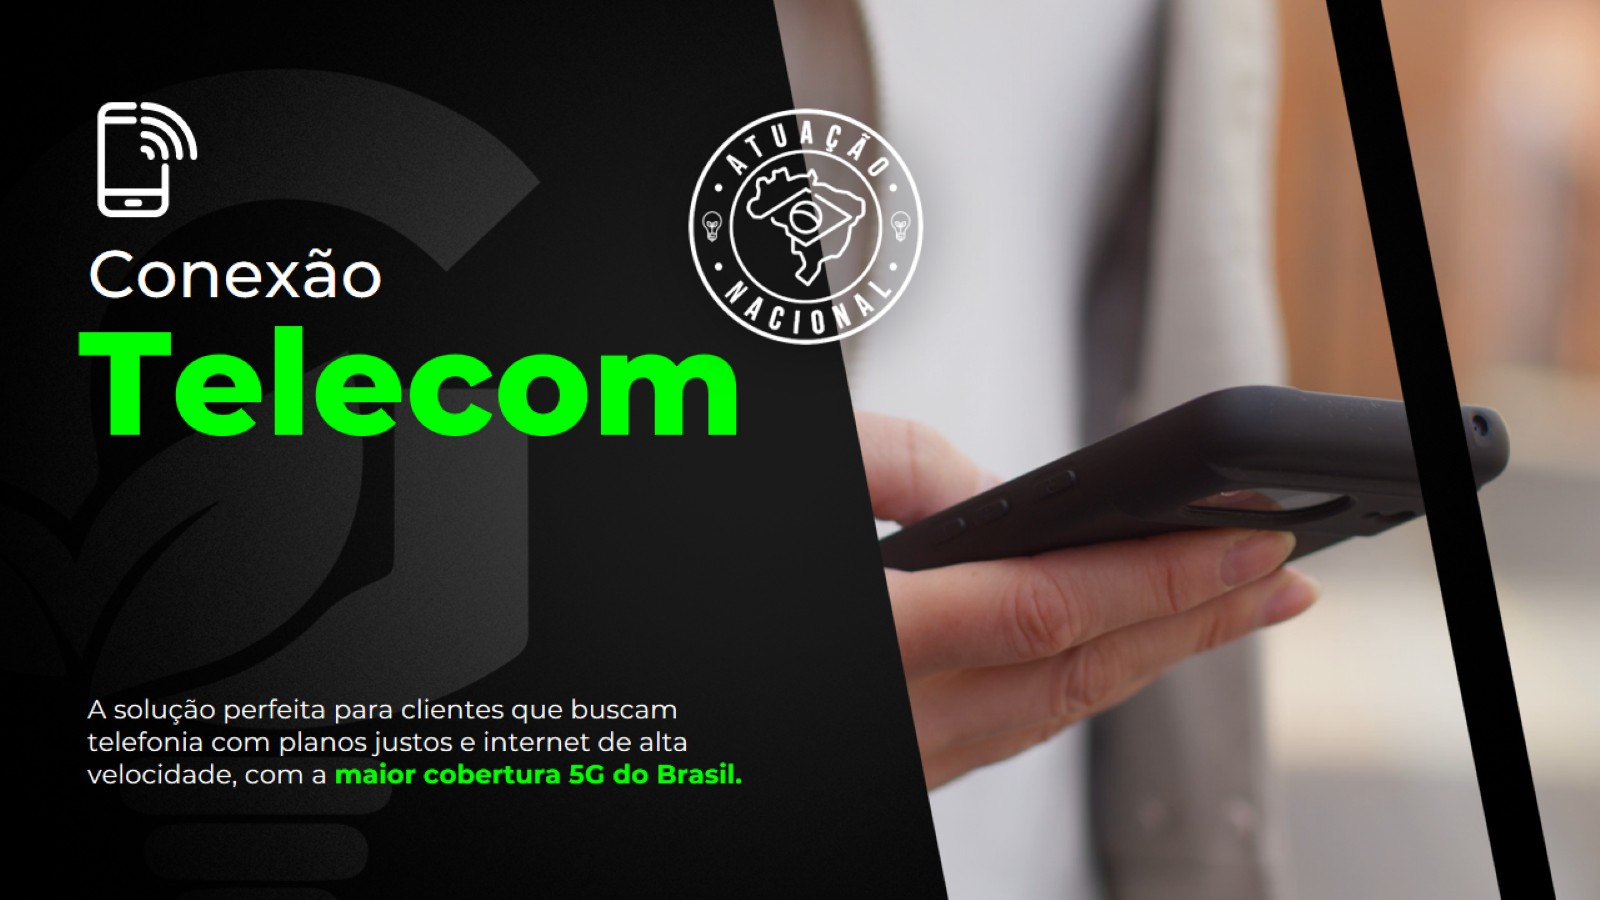 ATUAÇÃO
NACIONAL
Conexão
Telecom
A solução perfeita para clientes que buscam
telefonia com planos justos e internet de alta
velocidade, com a maior cobertura 5G do Brasil.